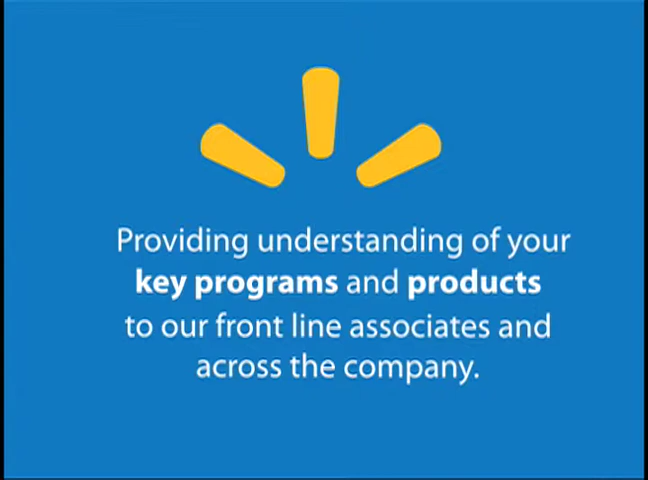 Providing understanding of your
key programs and products
to our front line associates and
across the company.